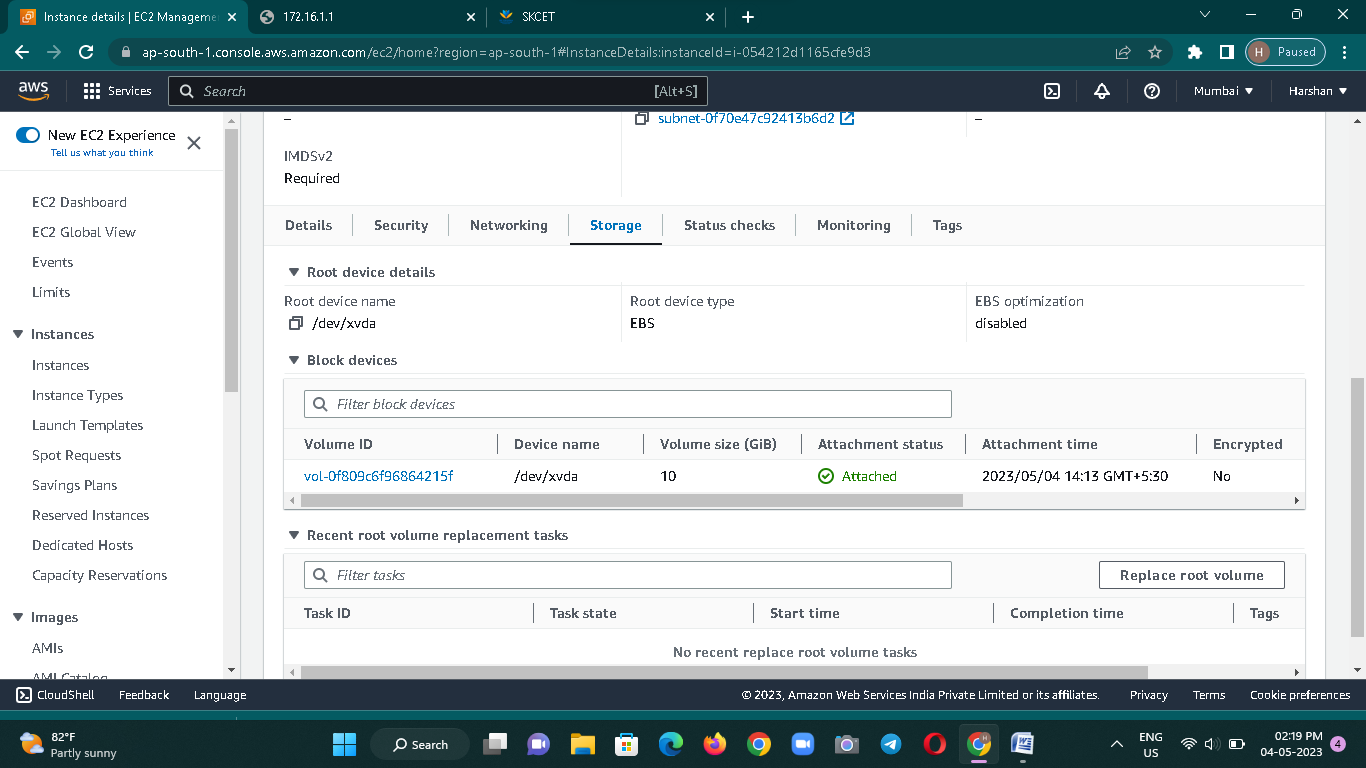 Instance details | EC2 Manageme
172.16.1.1
SKCET
ap-south-1.console.aws.amazon.com/ec2/home?region=ap-south-1#InstanceDetails:instanceId=i-054212d1165cfe9d3
H Paused
aws Services Search [Alt+S] Mumbai Harshan
New EC2 Experience
Tell us what you think
EC2 Dashboard
EC2 Global View
Events
Limits
Instances
Instances
Instance Types
Launch Templates
Spot Requests
Savings Plans
Reserved Instances
Dedicated Hosts
Capacity Reservations
Images
AMIs
AMI Catalog
– subnet-0f70e47c92413b6d2 –
IMDSv2
Required
Details Security Networking Storage Status checks Monitoring Tags
Root device details
Root device name Root device type EBS optimization
/dev/xvda EBS disabled
Block devices
Filter block devices
Volume ID Device name Volume size (GiB) Attachment status Attachment time Encrypted
vol-0f809c6f96864215f /dev/xvda 10 Attached 2023/05/04 14:13 GMT+5:30 No
Recent root volume replacement tasks
Filter tasks Replace root volume
Task ID Task state Start time Completion time Tags
No recent replace root volume tasks
CloudShell Feedback Language © 2023, Amazon Web Services India Private Limited or its affiliates. Privacy Terms Cookie preferences
82°F
Partly sunny
Search
ENG
US
02:19 PM
04-05-2023
4